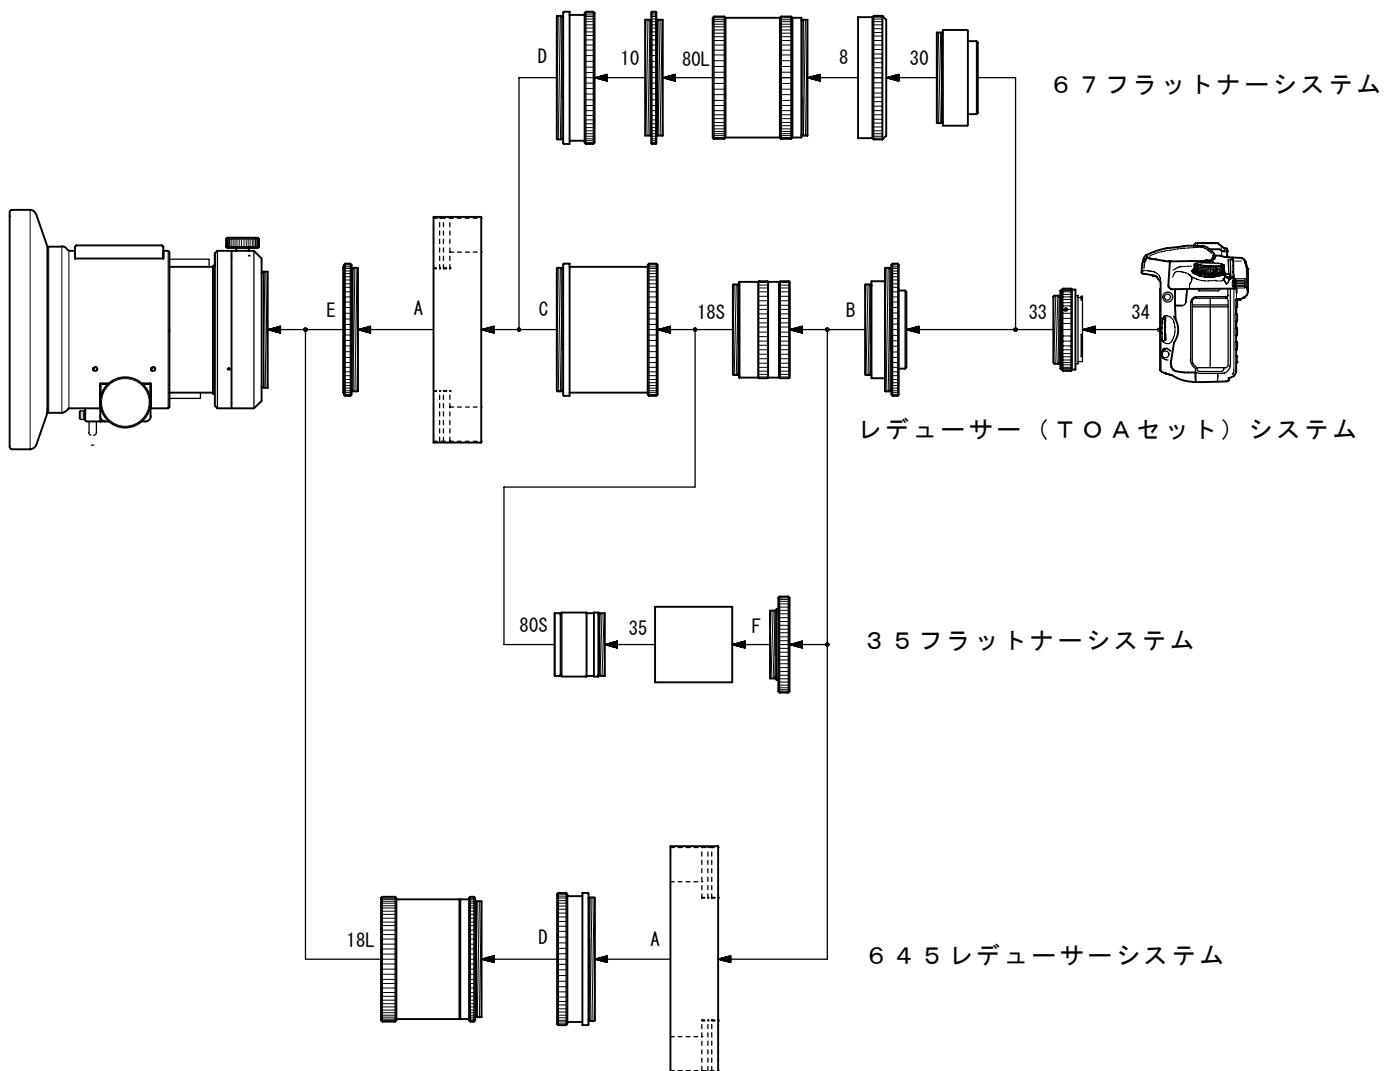 D 10 80L 8 30
67フラットナーシステム
E A C 18S B 33 34
レデューサー(TOAセット)システム
80S 35 F
35フラットナーシステム
18L D A
645レデューサーシステム